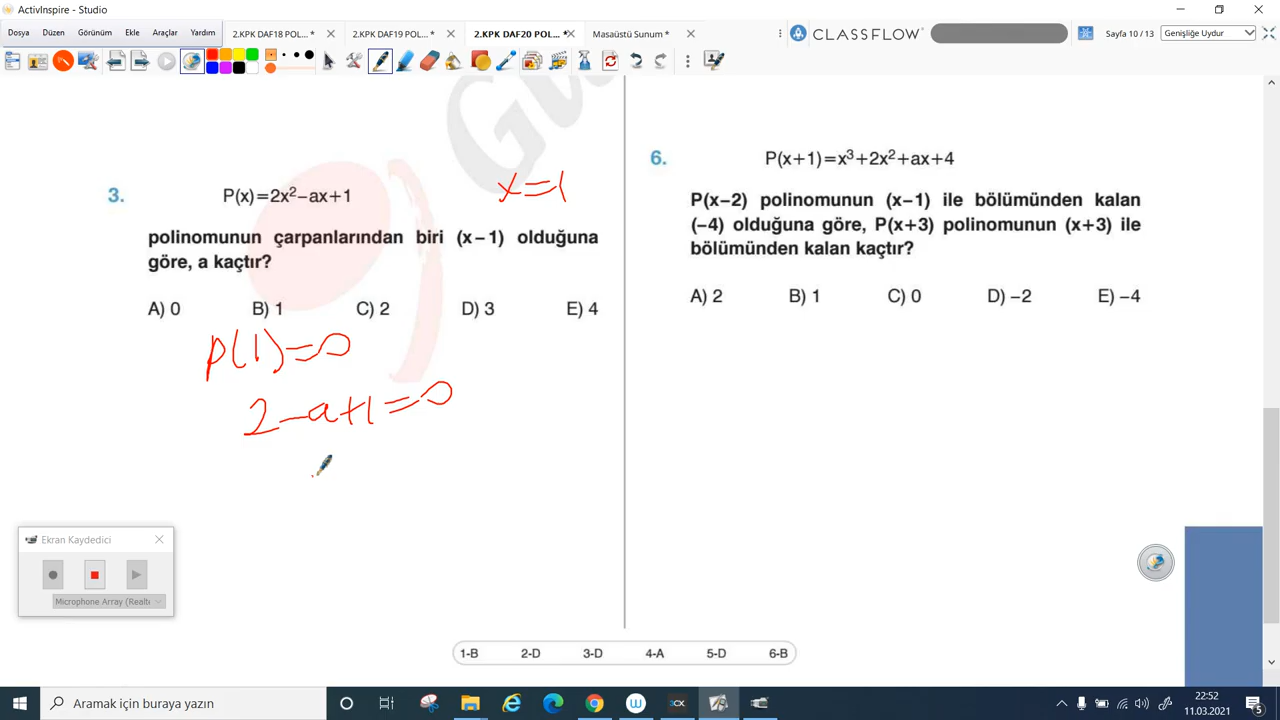 ActivInspire - Studio
Dosya Düzen Görünüm Ekle Araçlar Yardım
2.KPK DAF18 POL... *
2.KPK DAF19 POL... *
2.KPK DAF20 POL... *
Masaüstü Sunum *
CLASSFLOW
Sayfa 10 / 13
Genişliğe Uydur
3.
P(x)=2x²−ax+1
x=1
polinomunun çarpanlarından biri (x−1) olduğuna
göre, a kaçtır?
A) 0 B) 1 C) 2 D) 3 E) 4
P(1)=0
2−a+1=0
6.
P(x+1)=x³+2x²+ax+4
P(x−2) polinomunun (x−1) ile bölümünden kalan
(−4) olduğuna göre, P(x+3) polinomunun (x+3) ile
bölümünden kalan kaçtır?
A) 2 B) 1 C) 0 D) −2 E) −4
Ekran Kaydedici
Microphone Array (Realt
1-B 2-D 3-D 4-A 5-D 6-B
Aramak için buraya yazın
22:52
11.03.2021
5